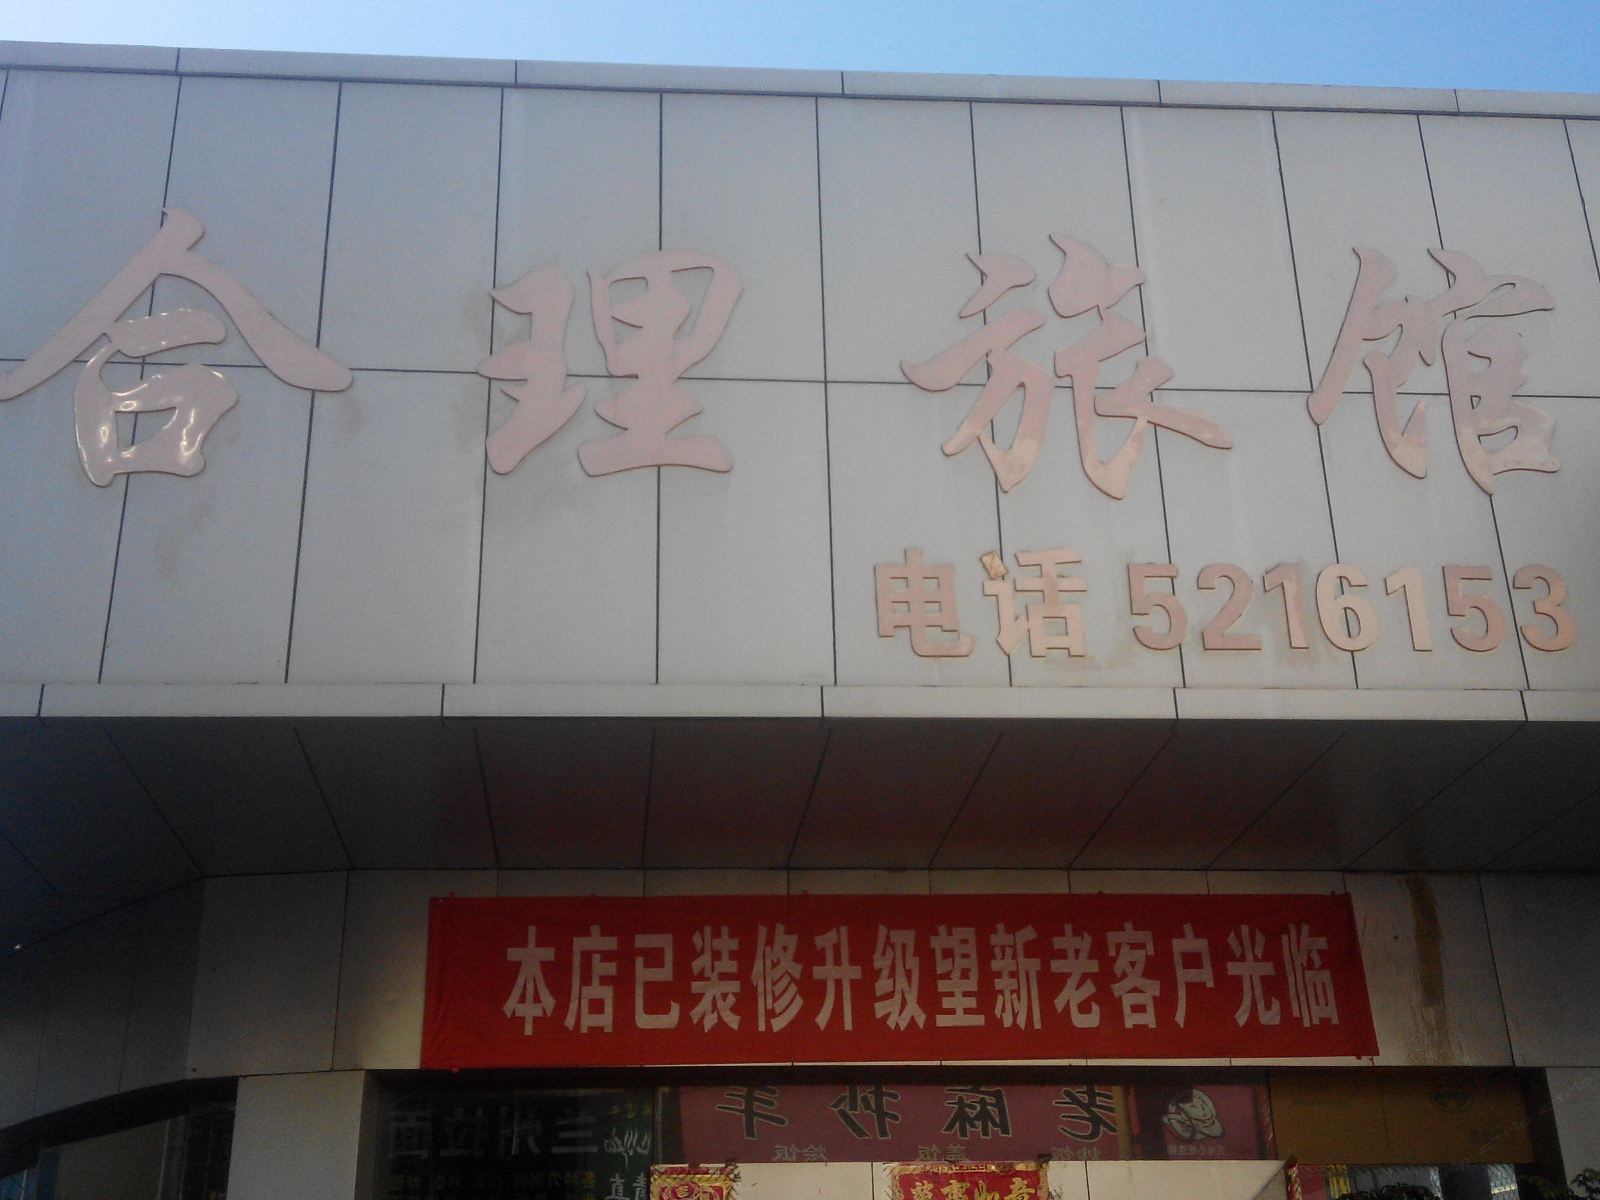 合理旅馆
电话 5216153
本店已装修升级望新老客户光临
老麻抄手
兰州拉面